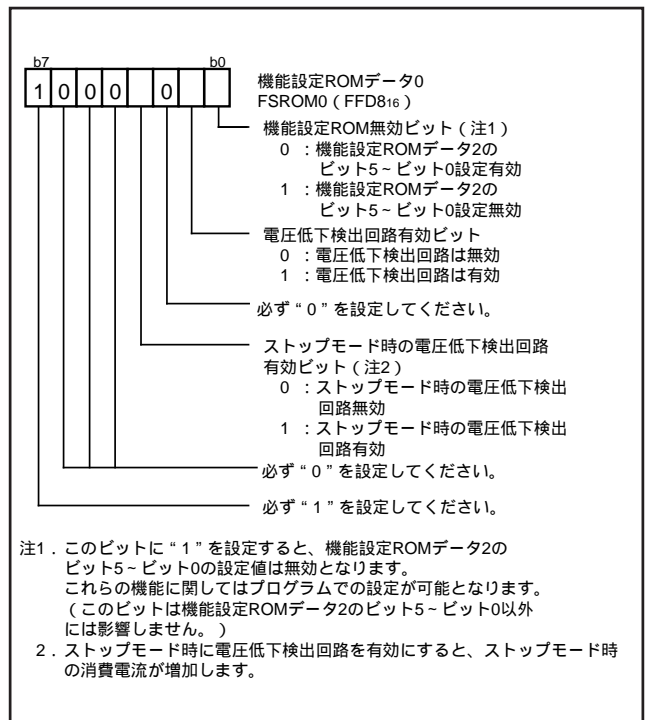 b7 b0
1 0 0 0 0
機能設定ROMデータ0
FSROM0（FFD816）
機能設定ROM無効ビット（注1）
0 ：機能設定ROMデータ2の
ビット5～ビット0設定有効
1 ：機能設定ROMデータ2の
ビット5～ビット0設定無効
電圧低下検出回路有効ビット
0 ：電圧低下検出回路は無効
1 ：電圧低下検出回路は有効
必ず“0”を設定してください。
ストップモード時の電圧低下検出回路
有効ビット（注2）
0 ：ストップモード時の電圧低下検出
回路無効
1 ：ストップモード時の電圧低下検出
回路有効
必ず“0”を設定してください。
必ず“1”を設定してください。
注1．このビットに“1”を設定すると、機能設定ROMデータ2の
ビット5～ビット0の設定値は無効となります。
これらの機能に関してはプログラムでの設定が可能となります。
（このビットは機能設定ROMデータ2のビット5～ビット0以外
には影響しません。）
2．ストップモード時に電圧低下検出回路を有効にすると、ストップモード時
の消費電流が増加します。